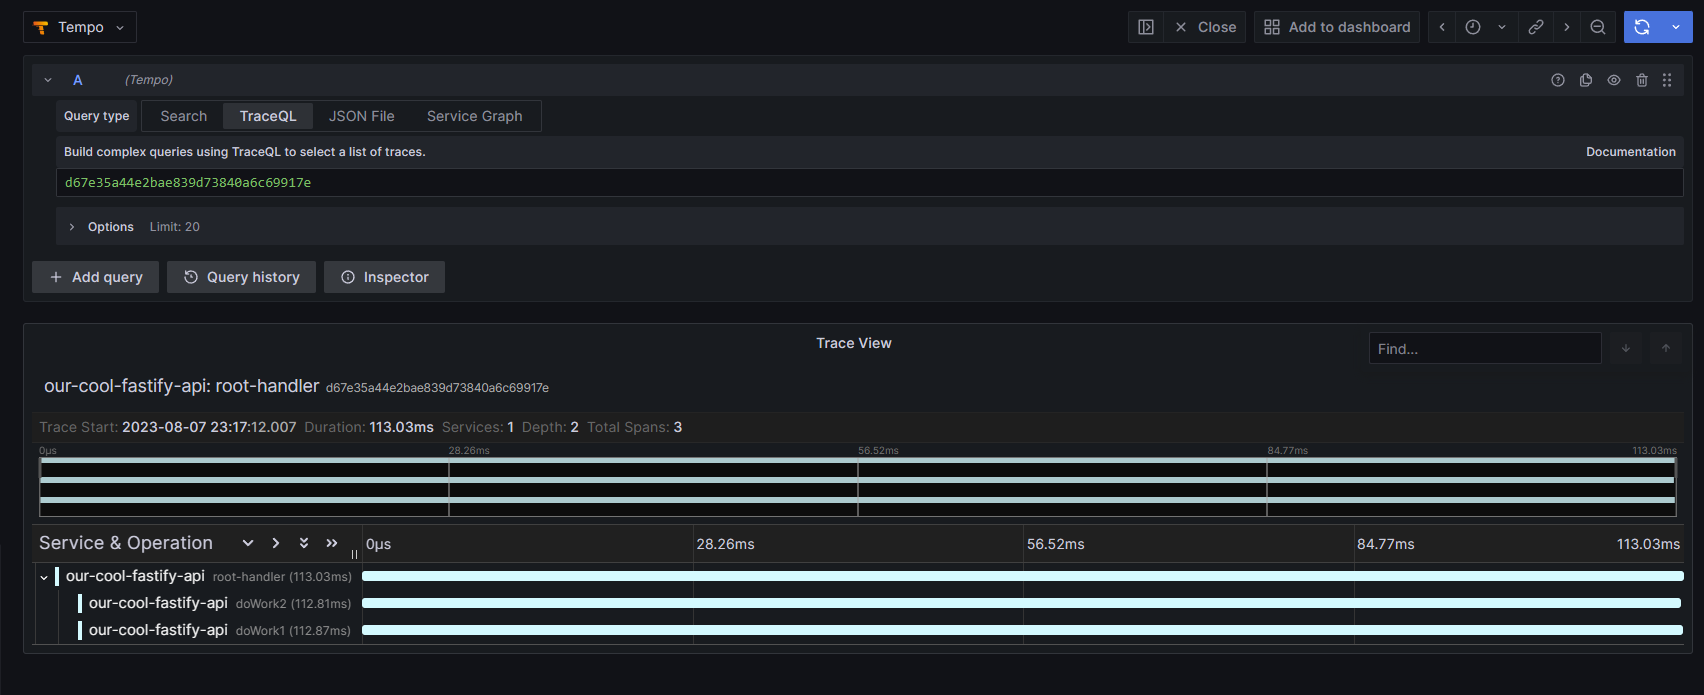 Tempo
Close
Add to dashboard
A (Tempo)
Query type Search TraceQL JSON File Service Graph
Build complex queries using TraceQL to select a list of traces. Documentation
d67e35a44e2bae839d73840a6c69917e
Options Limit: 20
+ Add query Query history Inspector
Trace View Find...
our-cool-fastify-api: root-handler d67e35a44e2bae839d73840a6c69917e
Trace Start: 2023-08-07 23:17:12.007 Duration: 113.03ms Services: 1 Depth: 2 Total Spans: 3
0μs 28.26ms 56.52ms 84.77ms 113.03ms
Service & Operation 0μs 28.26ms 56.52ms 84.77ms 113.03ms
our-cool-fastify-api root-handler (113.03ms)
our-cool-fastify-api doWork2 (112.81ms)
our-cool-fastify-api doWork1 (112.87ms)